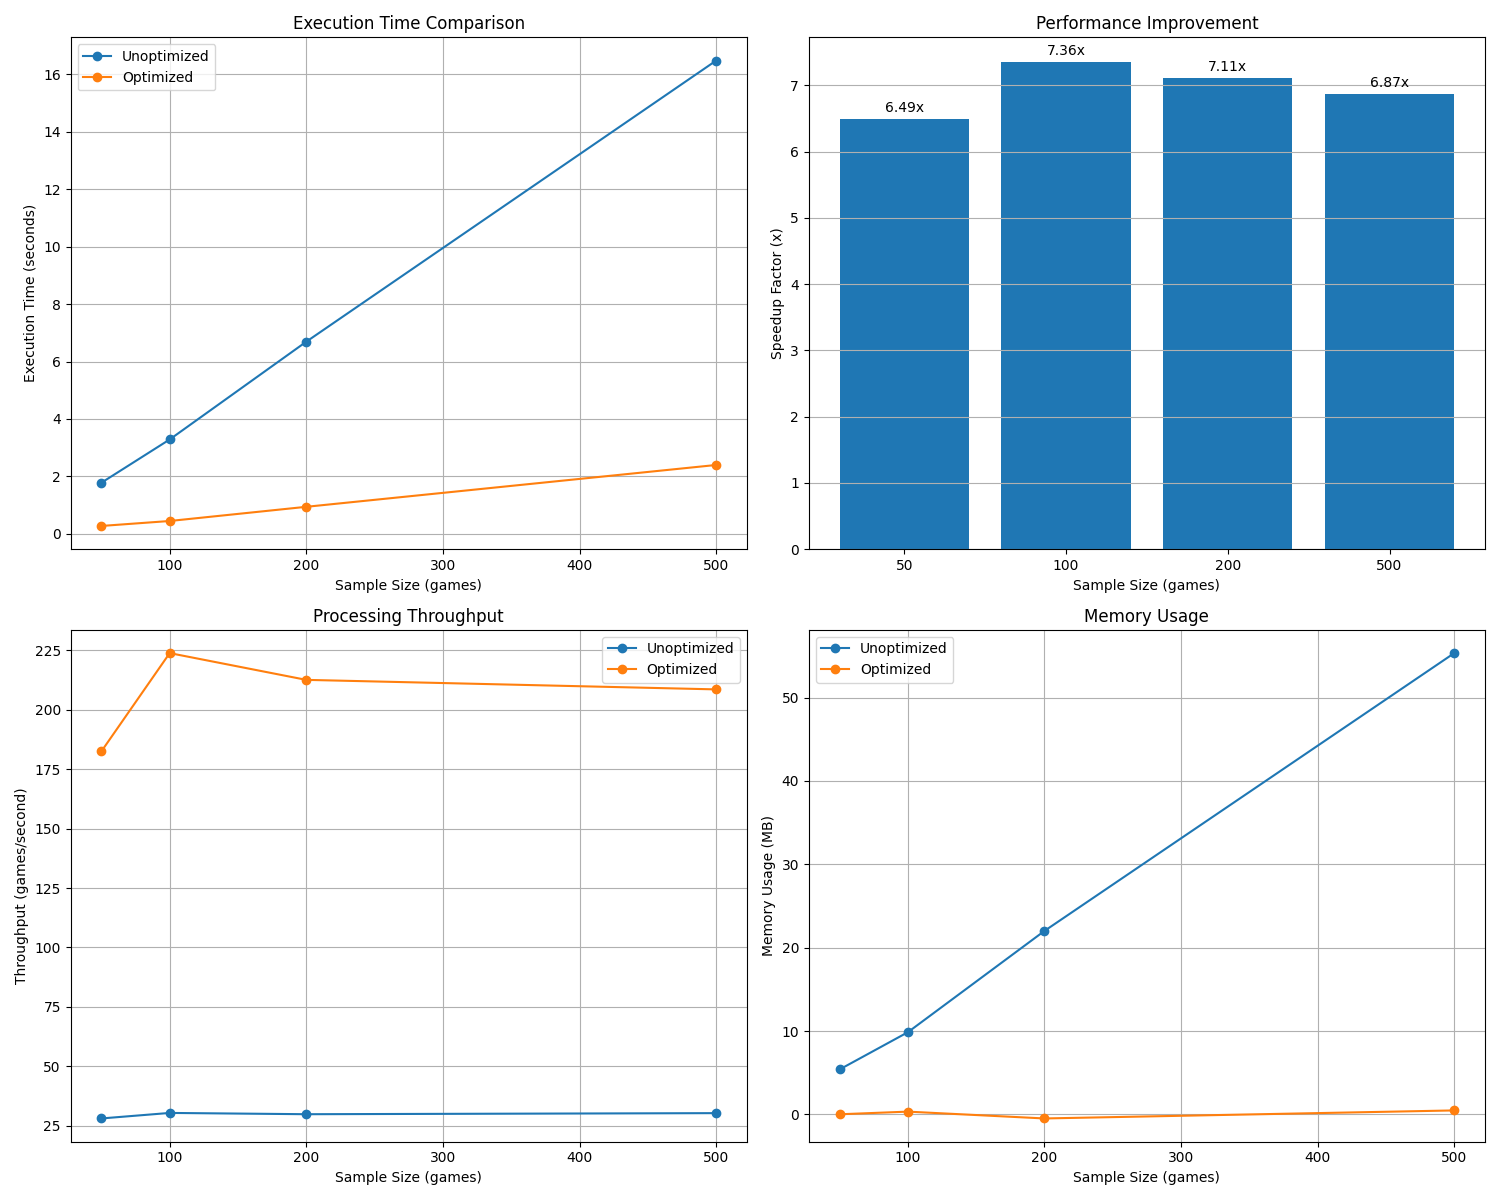 Execution Time Comparison
Unoptimized
Optimized
Execution Time (seconds)
16
14
12
10
8
6
4
2
0
100 200 300 400 500
Sample Size (games)
Performance Improvement
6.49x
7.36x
7.11x
6.87x
Speedup Factor (x)
7
6
5
4
3
2
1
0
50 100 200 500
Sample Size (games)
Processing Throughput
Unoptimized
Optimized
Throughput (games/second)
225
200
175
150
125
100
75
50
25
100 200 300 400 500
Sample Size (games)
Memory Usage
Unoptimized
Optimized
Memory Usage (MB)
50
40
30
20
10
0
100 200 300 400 500
Sample Size (games)